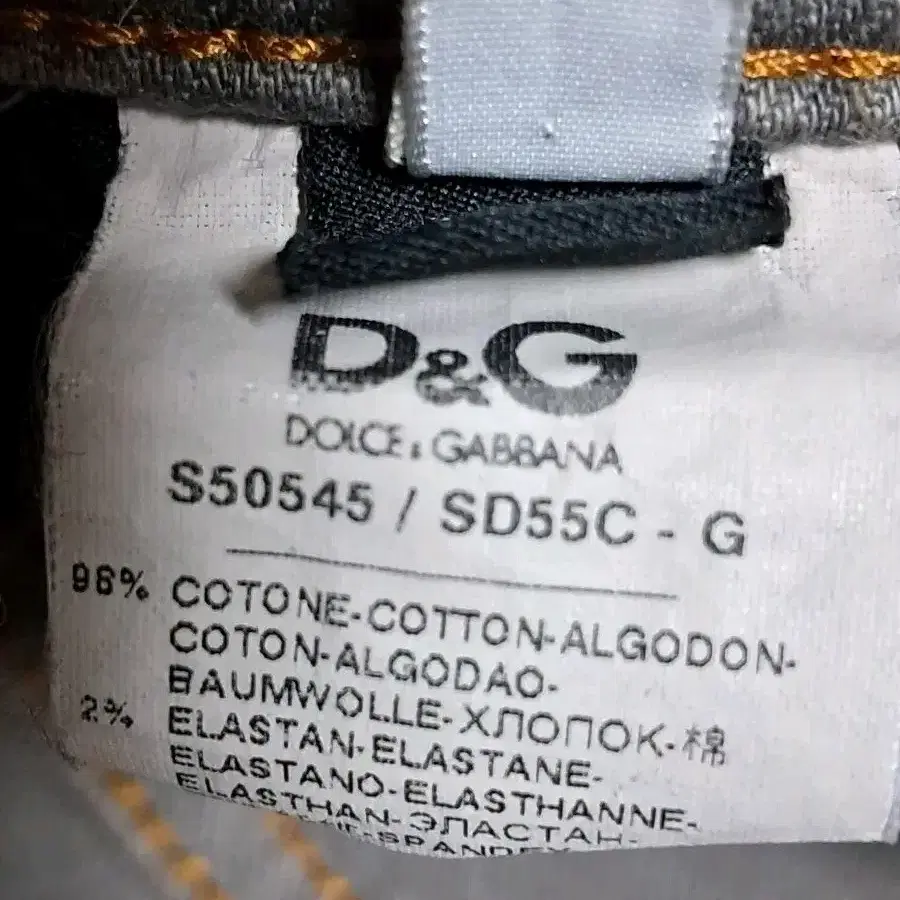 D&G
DOLCE & GABBANA
S50545 / SD55C - G
98% COTONE-COTTON-ALGODON-
COTON-ALGODAO-
BAUMWOLLE-ХЛОПОК-棉
2% ELASTAN-ELASTANE-
ELASTANO-ELASTHANNE-
ELASTHAN-ЭЛАСТАН-